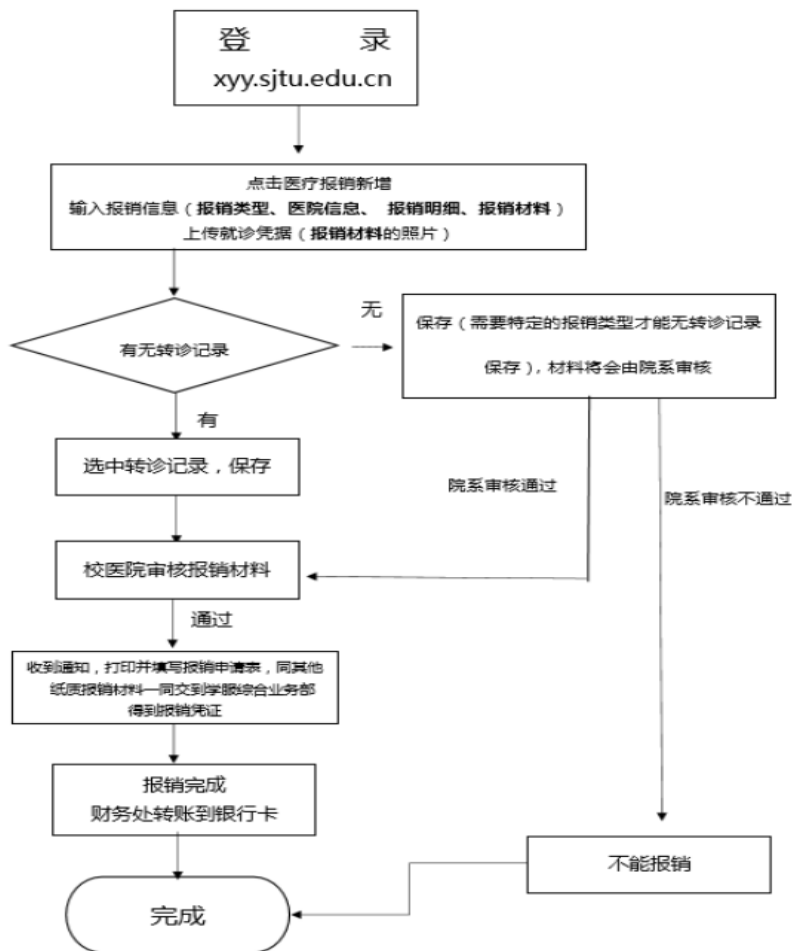 登 录
xyy.sjtu.edu.cn
点击医疗报销新增
输入报销信息（报销类型、医院信息、 报销明细、报销材料）
上传就诊凭据（报销材料的照片）
有无转诊记录
无
保存（需要特定的报销类型才能无转诊记录
保存），材料将会由院系审核
有
选中转诊记录，保存
院系审核通过
院系审核不通过
校医院审核报销材料
通过
收到通知，打印并填写报销申请表，同其他
纸质报销材料一同交到学服综合业务部
得到报销凭证
报销完成
财务处转账到银行卡
不能报销
完成